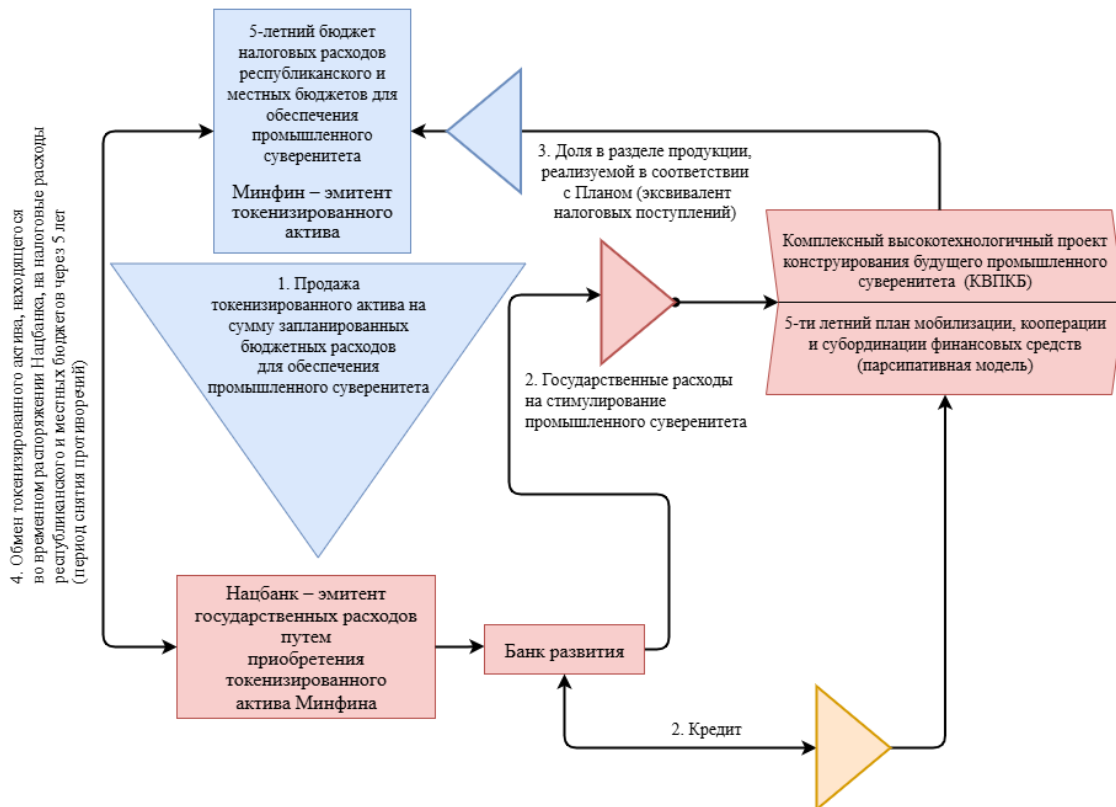 5-летний бюджет
налоговых расходов
республиканского и
местных бюджетов для
обеспечения
промышленного
суверенитета
Минфин – эмитент
токенизированного
актива
1. Продажа
токенизированного актива на
сумму запланированных
бюджетных расходов
для обеспечения
промышленного суверенитета
3. Доля в разделе продукции,
реализуемой в соответствии
с Планом (эксвивалент
налоговых поступлений)
Комплексный высокотехнологичный проект
конструирования будущего промышленного
суверенитета (КВПКБ)
5-ти летний план мобилизации, кооперации
и субординации финансовых средств
(парсипативная модель)
2. Государственные расходы
на стимулирование
промышленного суверенитета
4. Обмен токенизированного актива, находящегося
во временном распоряжении Нацбанка, на налоговые расходы
республиканского и местных бюджетов через 5 лет
(период снятия противоречий)
Нацбанк – эмитент
государственных расходов
путем
приобретения
токенизированного
актива Минфина
Банк развития
2. Кредит